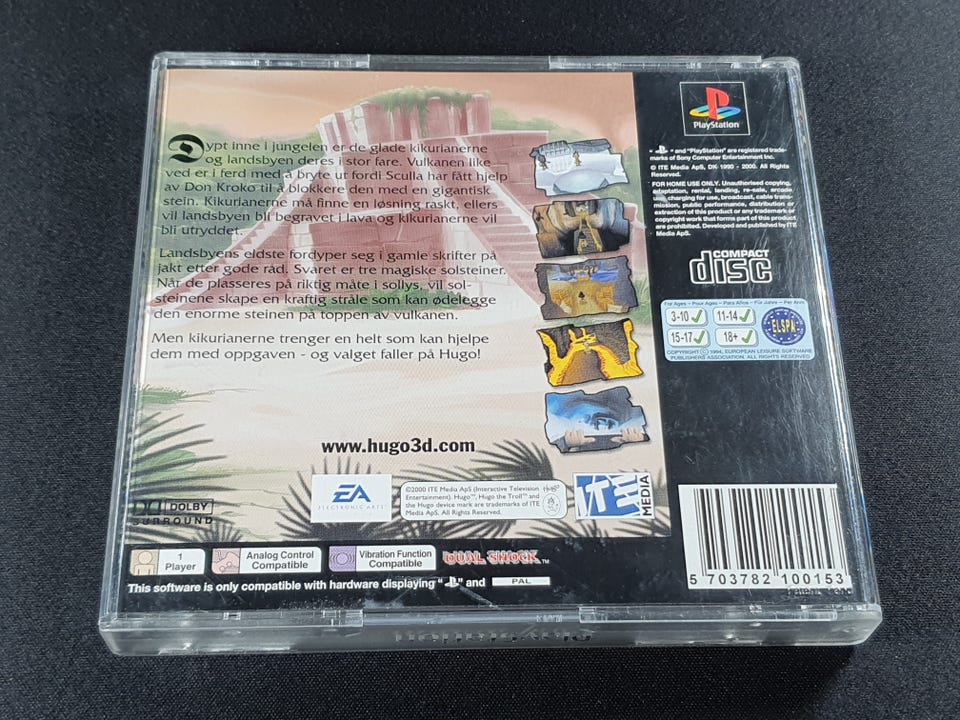 Dypt inne i jungelen er de glade kikurianerne
og landsbyen deres i stor fare. Vulkanen like
ved er i ferd med å bryte ut fordi Sculla har fått hjelp
av Don Kroko til å blokkere den med en gigantisk
stein. Kikurianerne må finne en løsning raskt, ellers
vil landsbyen bli begravet i lava og kikurianerne vil
bli utryddet.
Landsbyens eldste fordyper seg i gamle skrifter på
jakt etter gode råd. Svaret er tre magiske solsteiner.
Når de plasseres på riktig måte i sollys, vil sol-
steinene skape en kraftig stråle som kan ødelegge
den enorme steinen på toppen av vulkanen.
Men kikurianerne trenger en helt som kan hjelpe
dem med oppgaven - og valget faller på Hugo!
www.hugo3d.com
DOLBY
SURROUND
EA
ELECTRONIC ARTS
©2000 ITE Media ApS (Interactive Television
Entertainment). Hugo™, Hugo the Troll™ and
the Hugo device mark are trademarks of ITE
Media ApS. All Rights Reserved.
ITE
MEDIA
1
Player
Analog Control
Compatible
Vibration Function
Compatible
DUAL SHOCK™
This software is only compatible with hardware displaying " " and PAL
PlayStation
" " and "PlayStation" are registered trade-
marks of Sony Computer Entertainment Inc.
© ITE Media ApS, DK 1990 - 2000. All Rights
Reserved.
FOR HOME USE ONLY. Unauthorised copying,
adaptation, rental, lending, re-sale, arcade
use, charging for use, broadcast, cable trans-
mission, public performance, distribution or
extraction of this product or any trademark or
copyright work that forms part of this product
are prohibited. Developed and published by ITE
Media ApS.
COMPACT
disc
For Ages - Pour Ages - Para Años - Für Jahre - Per Anni
3-10 11-14
15-17 18+
ELSPA
COPYRIGHT © 1994, EUROPEAN LEISURE SOFTWARE
PUBLISHERS ASSOCIATION. ALL RIGHTS RESERVED
5 703782 100153